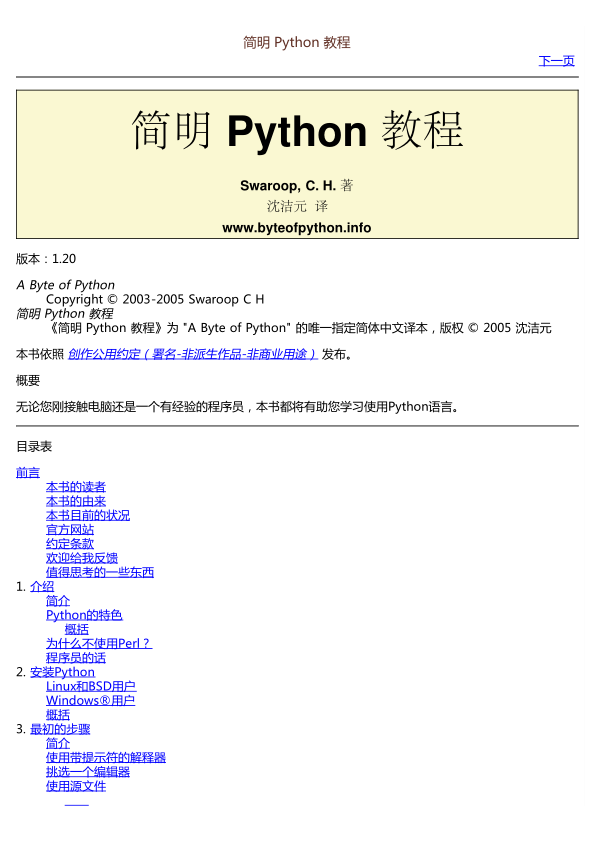 简明 Python 教程
下一页
简明 Python 教程
Swaroop, C. H. 著
沈洁元 译
www.byteofpython.info
版本：1.20
A Byte of Python
Copyright © 2003-2005 Swaroop C H
简明 Python 教程
《简明 Python 教程》为 "A Byte of Python" 的唯一指定简体中文译本，版权 © 2005 沈洁元
本书依照 创作公用约定（署名-非派生作品-非商业用途） 发布。
概要
无论您刚接触电脑还是一个有经验的程序员，本书都将有助您学习使用Python语言。
目录表
前言
本书的读者
本书的由来
本书目前的状况
官方网站
约定条款
欢迎给我反馈
值得思考的一些东西
1. 介绍
简介
Python的特色
概括
为什么不使用Perl？
程序员的话
2. 安装Python
Linux和BSD用户
Windows®用户
概括
3. 最初的步骤
简介
使用带提示符的解释器
挑选一个编辑器
使用源文件